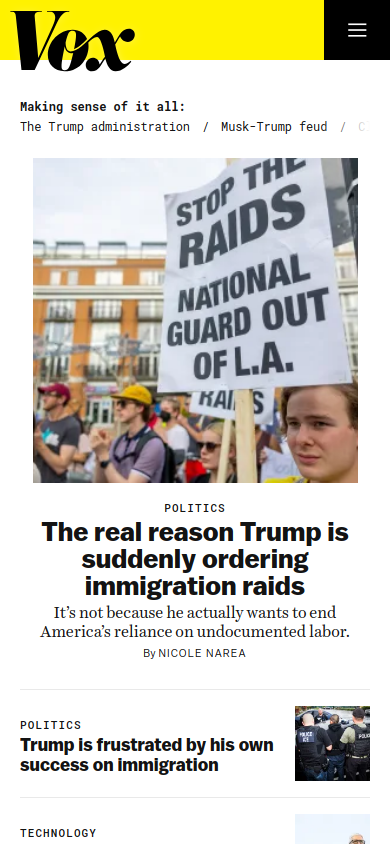 Vox
Making sense of it all:
The Trump administration / Musk-Trump feud / C
STOP THE
RAIDS
NATIONAL
GUARD OUT
OF L.A.
RAIDS
POLITICS
The real reason Trump is
suddenly ordering
immigration raids
It’s not because he actually wants to end
America’s reliance on undocumented labor.
By NICOLE NAREA
POLITICS
Trump is frustrated by his own
success on immigration
POLICE
ICE
POLICE
TECHNOLOGY